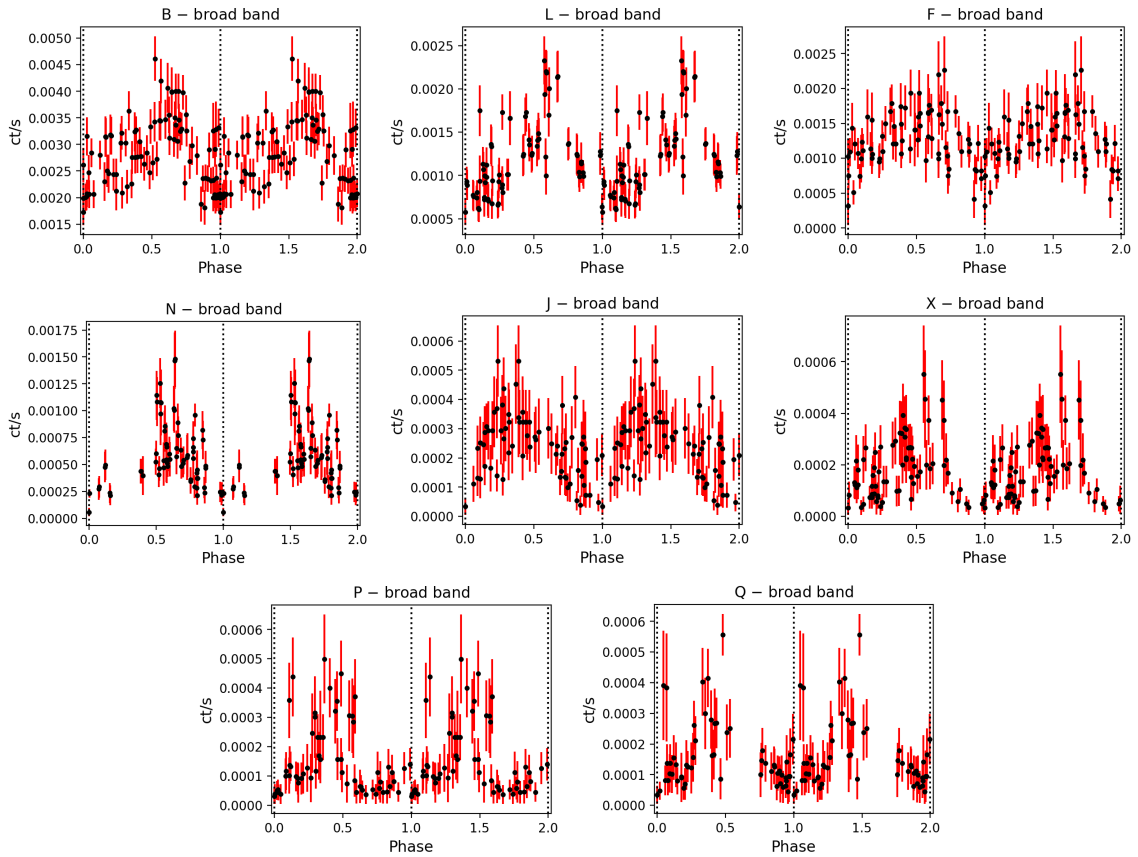 B − broad band
L − broad band
F − broad band
ct/s
0.0050
0.0045
0.0040
0.0035
0.0030
0.0025
0.0020
0.0015
0.0 0.5 1.0 1.5 2.0
Phase
ct/s
0.0025
0.0020
0.0015
0.0010
0.0005
0.0 0.5 1.0 1.5 2.0
Phase
ct/s
0.0025
0.0020
0.0015
0.0010
0.0005
0.0000
0.0 0.5 1.0 1.5 2.0
Phase
N − broad band
J − broad band
X − broad band
ct/s
0.00175
0.00150
0.00125
0.00100
0.00075
0.00050
0.00025
0.00000
0.0 0.5 1.0 1.5 2.0
Phase
ct/s
0.0006
0.0005
0.0004
0.0003
0.0002
0.0001
0.0000
0.0 0.5 1.0 1.5 2.0
Phase
ct/s
0.0006
0.0004
0.0002
0.0000
0.0 0.5 1.0 1.5 2.0
Phase
P − broad band
Q − broad band
ct/s
0.0006
0.0005
0.0004
0.0003
0.0002
0.0001
0.0000
0.0 0.5 1.0 1.5 2.0
Phase
ct/s
0.0006
0.0005
0.0004
0.0003
0.0002
0.0001
0.0000
0.0 0.5 1.0 1.5 2.0
Phase